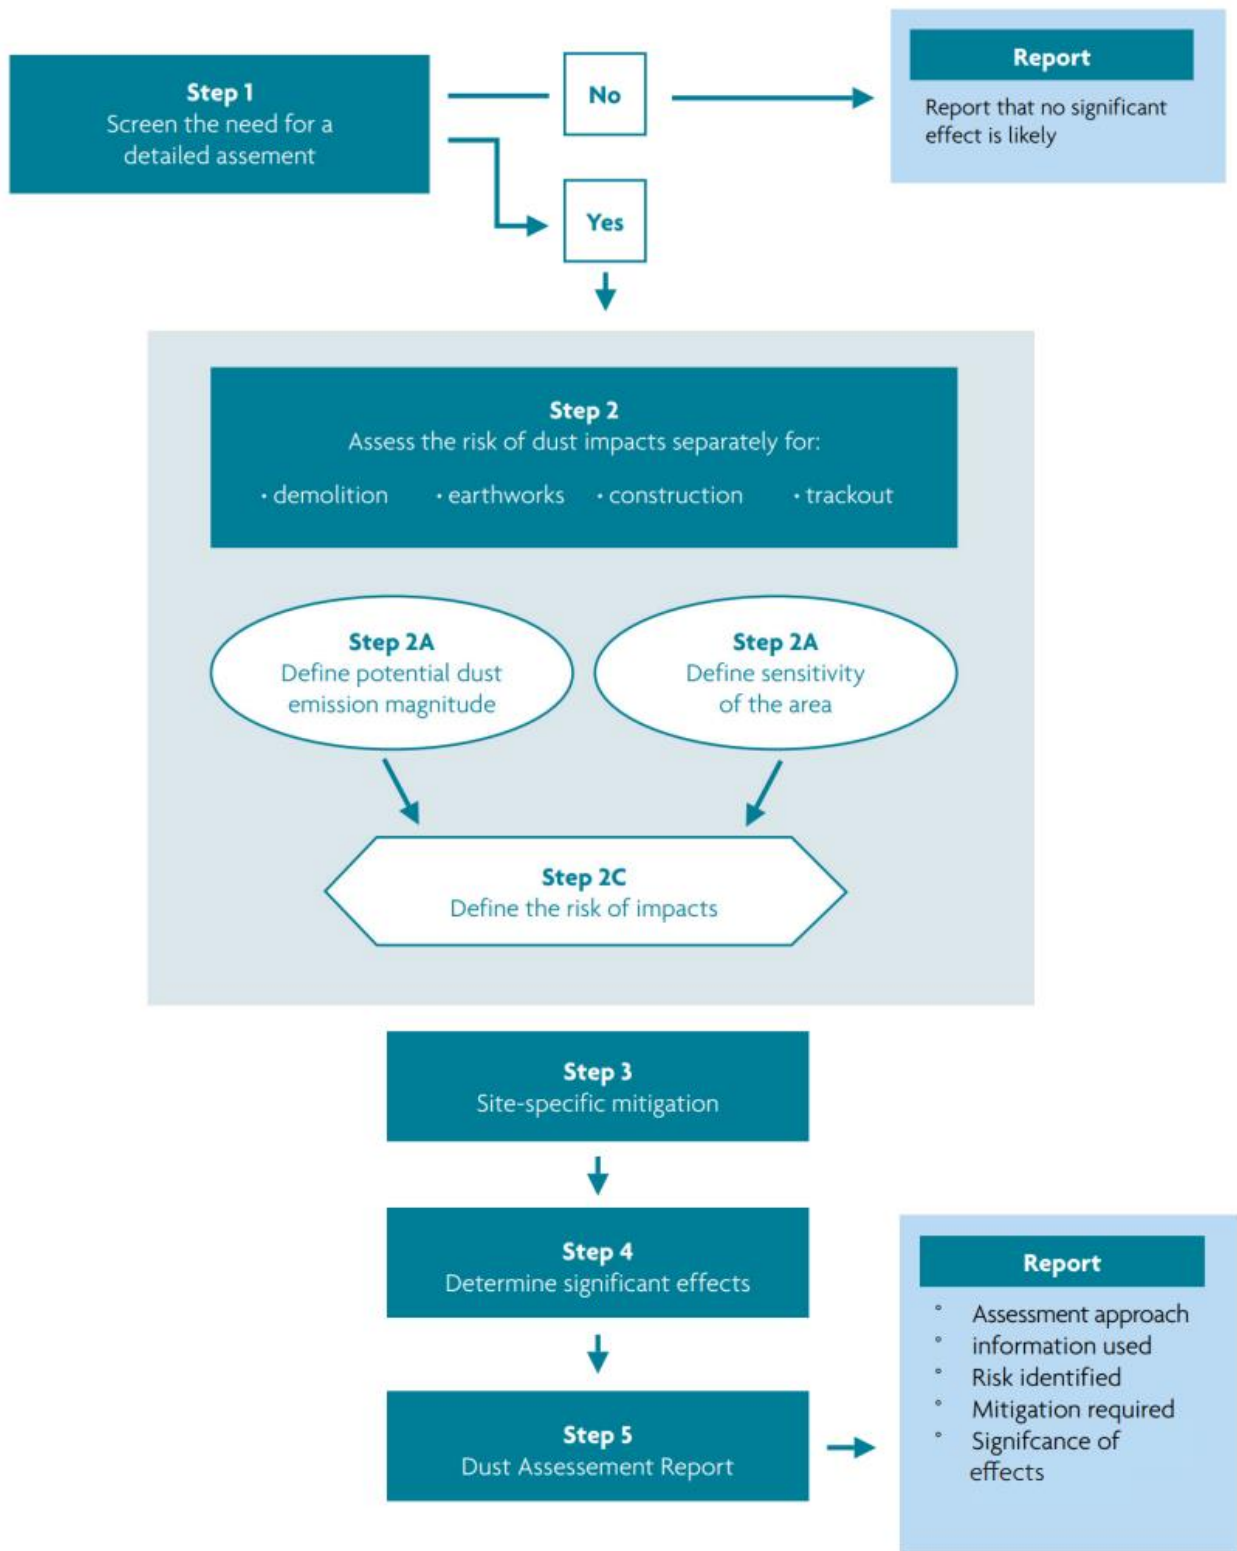 Step 1
Screen the need for a
detailed assement
No
Report
Report that no significant
effect is likely
Yes
Step 2
Assess the risk of dust impacts separately for:
• demolition • earthworks • construction • trackout
Step 2A
Define potential dust
emission magnitude
Step 2A
Define sensitivity
of the area
Step 2C
Define the risk of impacts
Step 3
Site-specific mitigation
Step 4
Determine significant effects
Step 5
Dust Assessement Report
Report
° Assessment approach
° information used
° Risk identified
° Mitigation required
° Signifcance of
effects